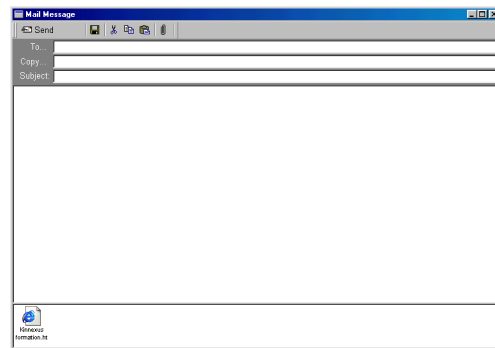 Mail Message
Send
To...
Copy...
Subject:
Kinnexus
formation.ht